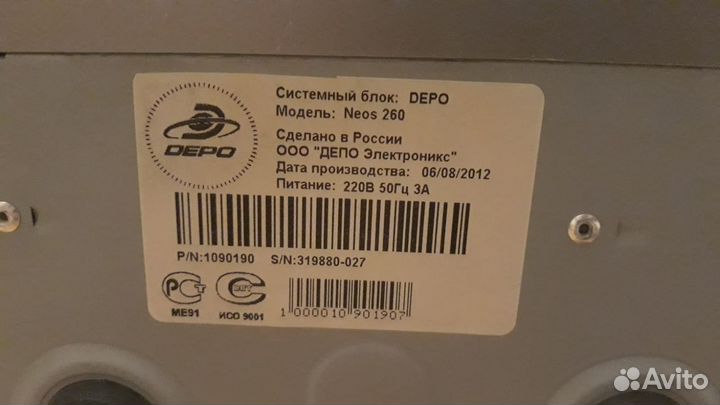 DEPO
Системный блок: DEPO
Модель: Neos 260
Сделано в России
ООО "ДЕПО Электроникс"
Дата производства: 06/08/2012
Питание: 220В 50Гц 3А
P/N:1090190 S/N:319880-027
МЕ91
ИСО 9001
1 000010 901907
Avito